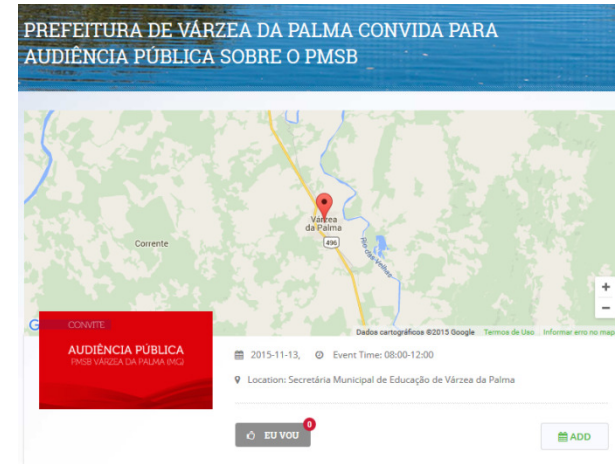 PREFEITURA DE VÁRZEA DA PALMA CONVIDA PARA
AUDIÊNCIA PÚBLICA SOBRE O PMSB
Várzea
da Palma
496
Corrente
Rio das Velhas
+
−
G
Dados cartográficos ©2015 Google Termos de Uso Informar erro no map
CONVITE
AUDIÊNCIA PÚBLICA
PMSB VÁRZEA DA PALMA (MG)
2015-11-13, Event Time: 08:00-12:00
Location: Secretária Municipal de Educação de Várzea da Palma
0
EU VOU
ADD